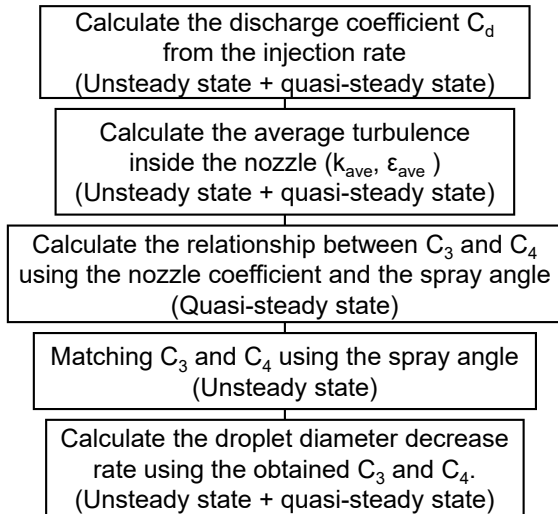 Calculate the discharge coefficient C_d
from the injection rate
(Unsteady state + quasi-steady state)
Calculate the average turbulence
inside the nozzle (k_ave, ε_ave )
(Unsteady state + quasi-steady state)
Calculate the relationship between C_3 and C_4
using the nozzle coefficient and the spray angle
(Quasi-steady state)
Matching C_3 and C_4 using the spray angle
(Unsteady state)
Calculate the droplet diameter decrease
rate using the obtained C_3 and C_4.
(Unsteady state + quasi-steady state)